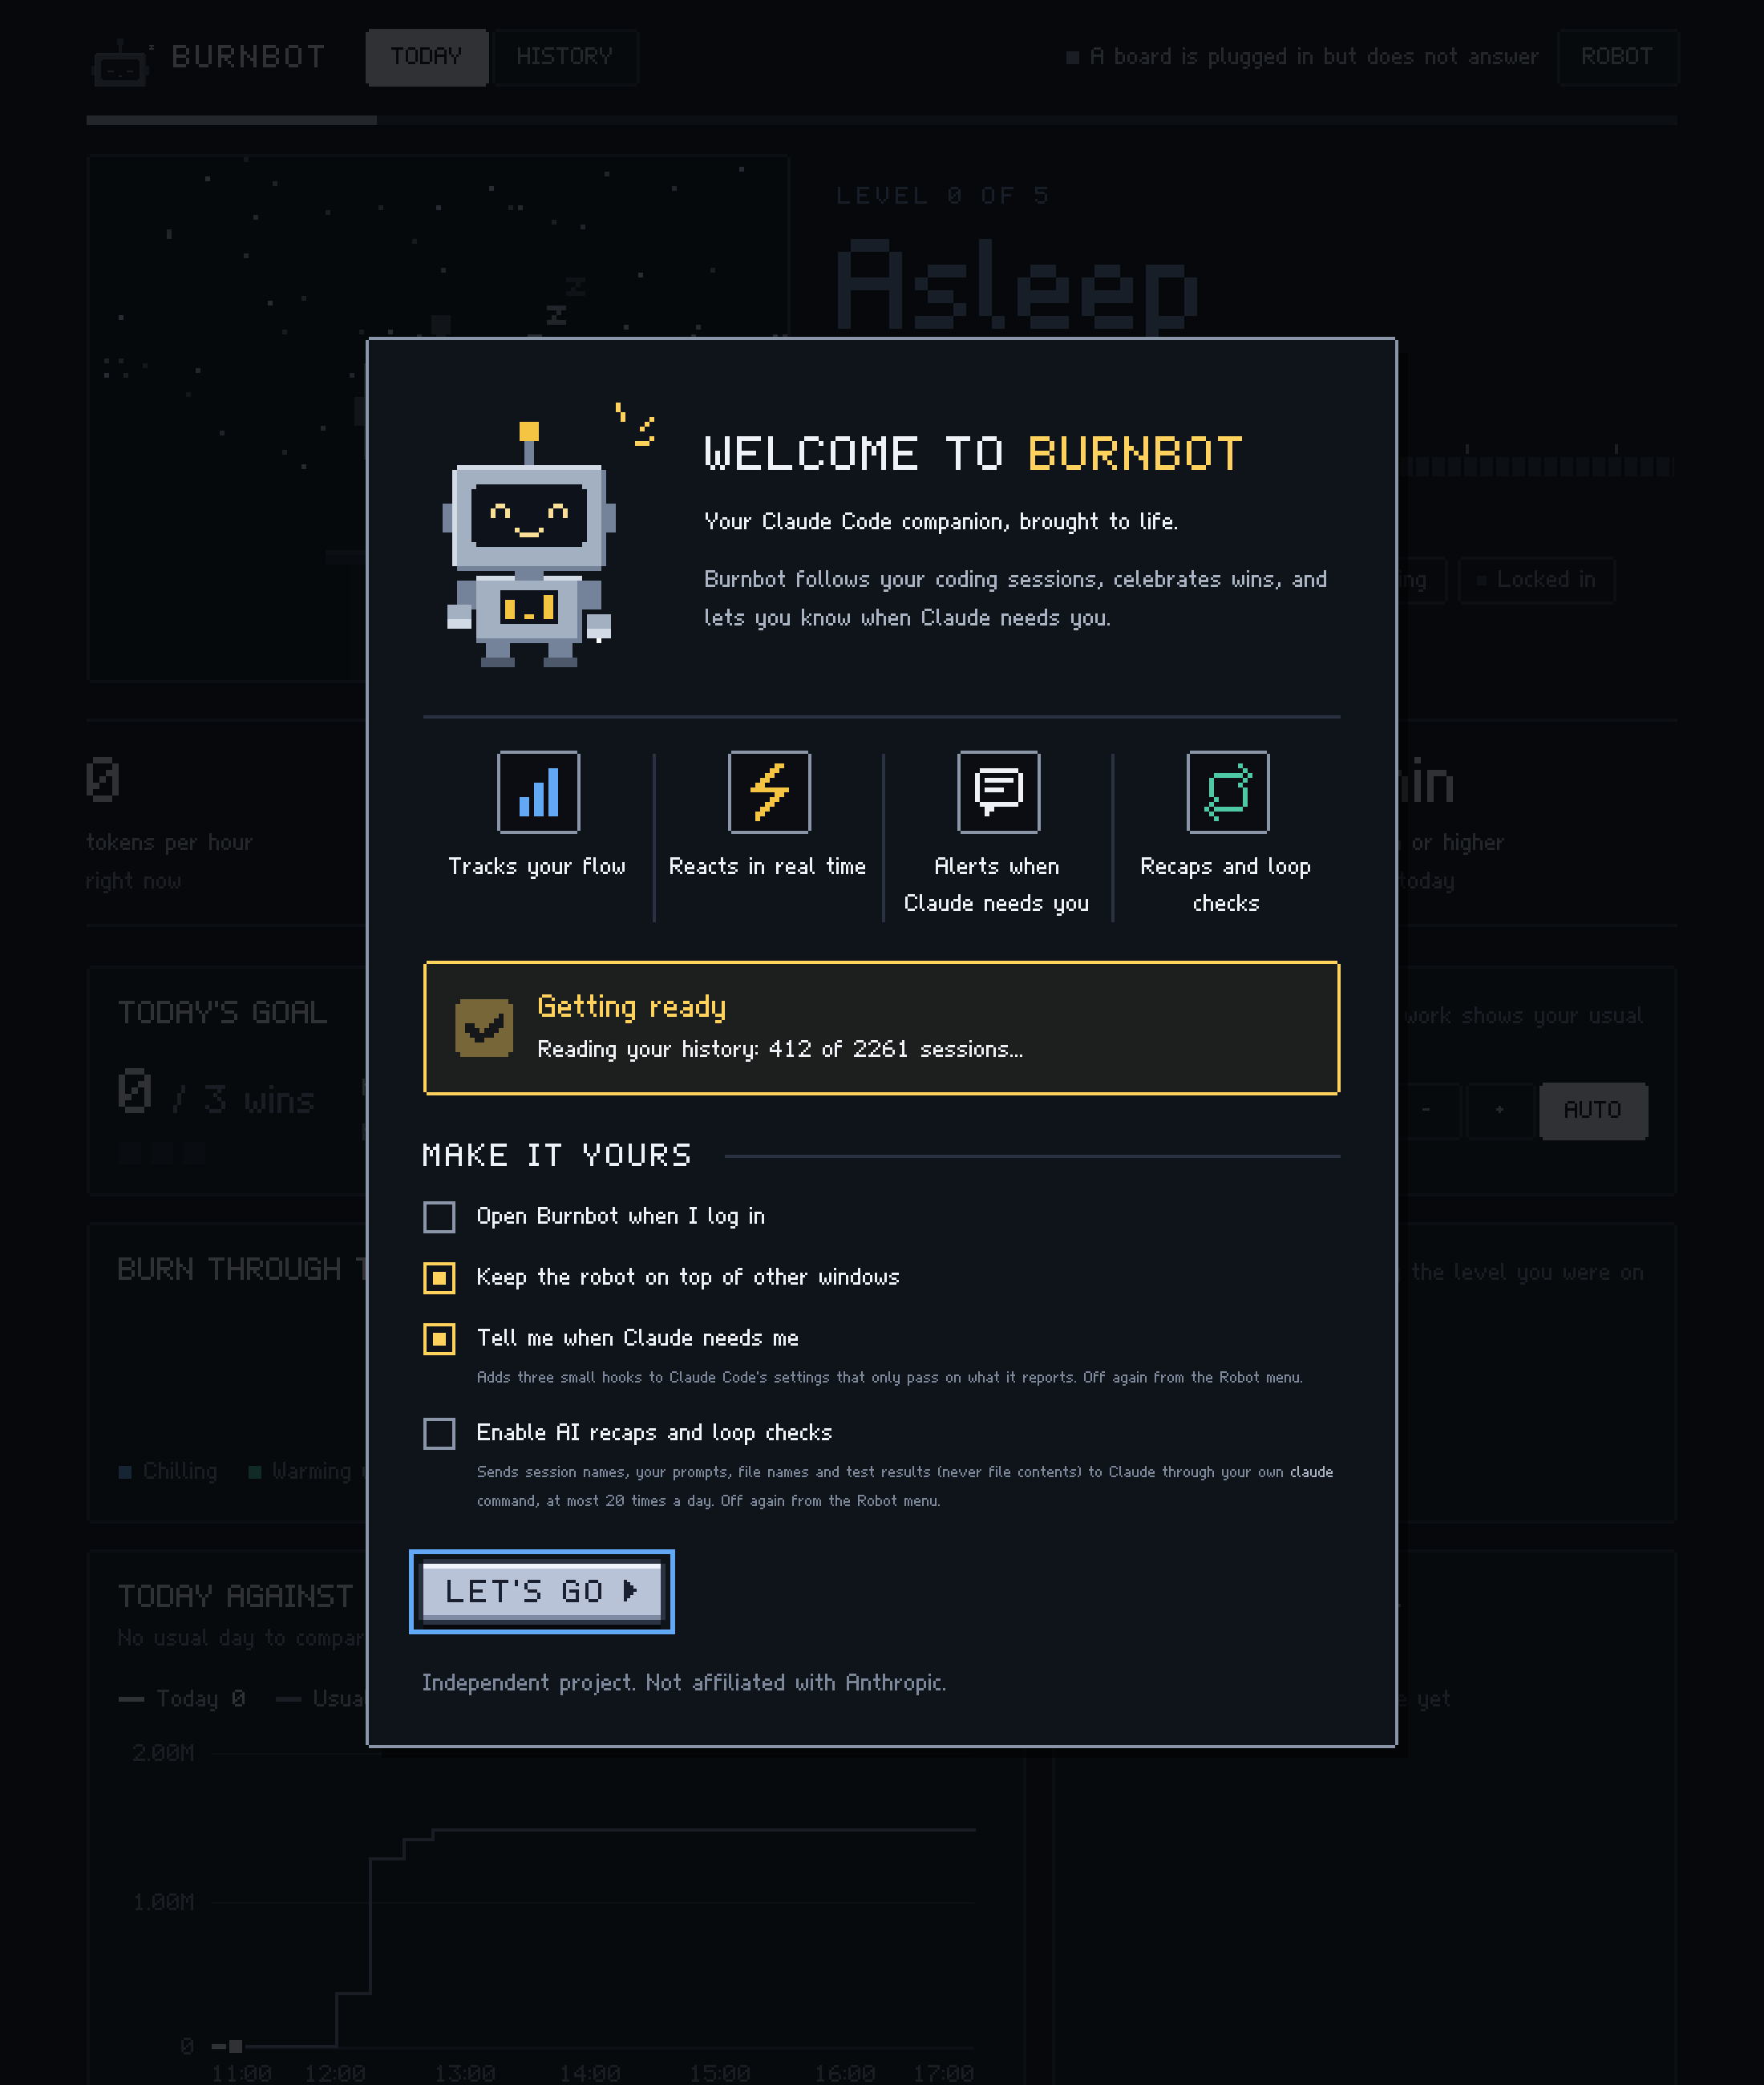 BURNBOT
TODAY
HISTORY
A board is plugged in but does not answer
ROBOT
LEVEL 0 OF 5
Asleep
WELCOME TO BURNBOT
Your Claude Code companion, brought to life.
Burnbot follows your coding sessions, celebrates wins, and
lets you know when Claude needs you.
Locked in
0
tokens per hour
right now
or higher
today
Tracks your flow
Reacts in real time
Alerts when
Claude needs you
Recaps and loop
checks
Getting ready
Reading your history: 412 of 2261 sessions...
TODAY'S GOAL
work shows your usual
0 / 3 wins
-
+
AUTO
MAKE IT YOURS
Open Burnbot when I log in
Keep the robot on top of other windows
Tell me when Claude needs me
Adds three small hooks to Claude Code's settings that only pass on what it reports. Off again from the Robot menu.
Enable AI recaps and loop checks
Sends session names, your prompts, file names and test results (never file contents) to Claude through your own claude
command, at most 20 times a day. Off again from the Robot menu.
BURN THROUGH
the level you were on
Chilling
Warming
LET'S GO
Independent project. Not affiliated with Anthropic.
TODAY AGAINST
No usual day to compar
Today 0
Usual
yet
2.00M
1.00M
0
11:00
12:00
13:00
14:00
15:00
16:00
17:00